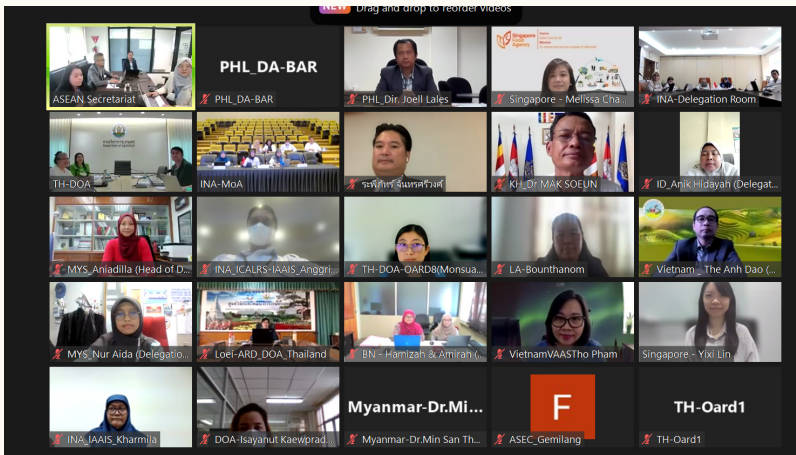 NEW Drag and drop to reorder videos
ASEAN Secretariat
PHL_DA-BAR
PHL_DA-BAR
PHL_Dir. Joell Lales
Singapore Food Agency
Singapore - Melissa Cha...
INA-Delegation Room
TH-DOA
INA-MoA
ระพีภัทร์ จันทรศรีวงศ์
KH_Dr MAK SOEUN
ID_Anik Hidayah (Delegat...
MYS_Aniadilla (Head of D...
INA_ICALRS-IAAIS_Anggri...
TH-DOA-OARD8(Monsua...
LA-Bounthanom
Vietnam _ The Anh Dao (...
MYS_Nur Aida (Delegatio...
Loei-ARD_DOA_Thailand
BN - Hamizah & Amirah (...
VietnamVAASTho Pham
Singapore - Yixi Lin
INA_IAAIS_Kharmila
DOA-Isayanut Kaewprad...
Myanmar-Dr.Mi...
Myanmar-Dr.Min San Th...
F
ASEC_Gemilang
TH-Oard1
TH-Oard1